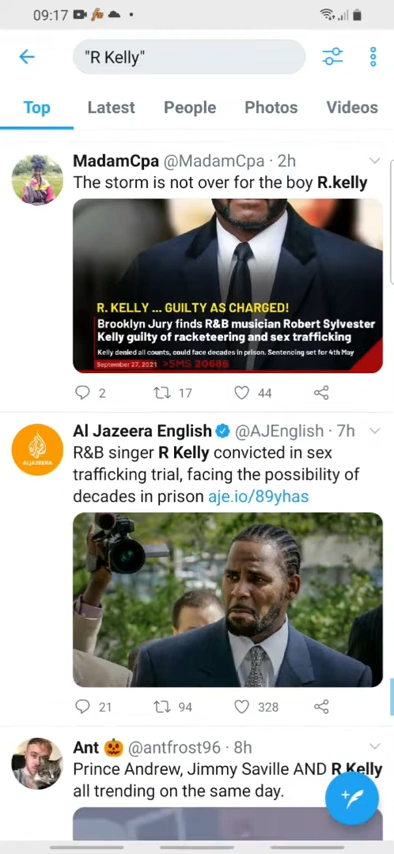 09:17
"R Kelly"
Top Latest People Photos Videos
MadamCpa @MadamCpa · 2h
The storm is not over for the boy R.kelly
R. KELLY ... GUILTY AS CHARGED!
Brooklyn Jury finds R&B musician Robert Sylvester
Kelly guilty of racketeering and sex trafficking
Kelly denied all counts, could face decades in prison. Sentencing set for 4th May
September 27, 2021 >SMS 20685
2 17 44
Al Jazeera English @AJEnglish · 7h
R&B singer R Kelly convicted in sex
trafficking trial, facing the possibility of
decades in prison aje.io/89yhas
ALJAZEERA
21 94 328
Ant 🎃 @antfrost96 · 8h
Prince Andrew, Jimmy Saville AND R Kelly
all trending on the same day.